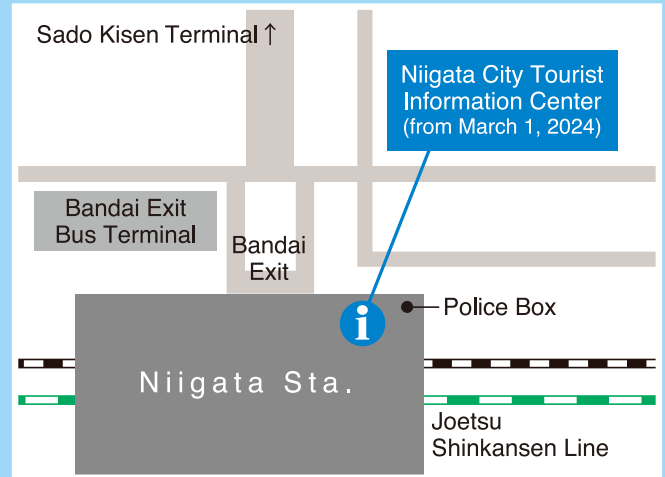 Sado Kisen Terminal↑
Niigata City Tourist
Information Center
(from March 1, 2024)
Bandai Exit
Bus Terminal
Bandai
Exit
i
Police Box
Niigata Sta.
Joetsu
Shinkansen Line